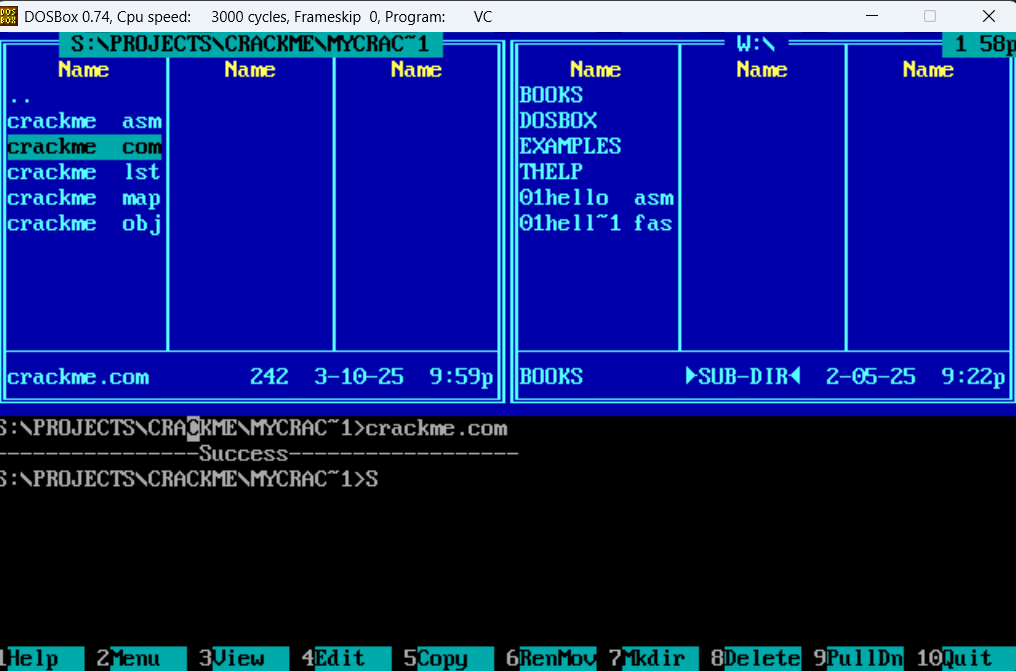 DOSBox 0.74, Cpu speed: 3000 cycles, Frameskip 0, Program: VC
S:\PROJECTS\CRACKME\MYCRAC~1
W:\
1 58p
Name Name Name
Name Name Name
..
crackme asm
crackme com
crackme lst
crackme map
crackme obj
BOOKS
DOSBOX
EXAMPLES
THELP
01hello asm
01hell~1 fas
crackme.com 242 3-10-25 9:59p
BOOKS ►SUB-DIR◄ 2-05-25 9:22p
S:\PROJECTS\CRACKME\MYCRAC~1>crackme.com
-----------------Success------------------
S:\PROJECTS\CRACKME\MYCRAC~1>S
1Help 2Menu 3View 4Edit 5Copy 6RenMov 7Mkdir 8Delete 9PullDn 10Quit